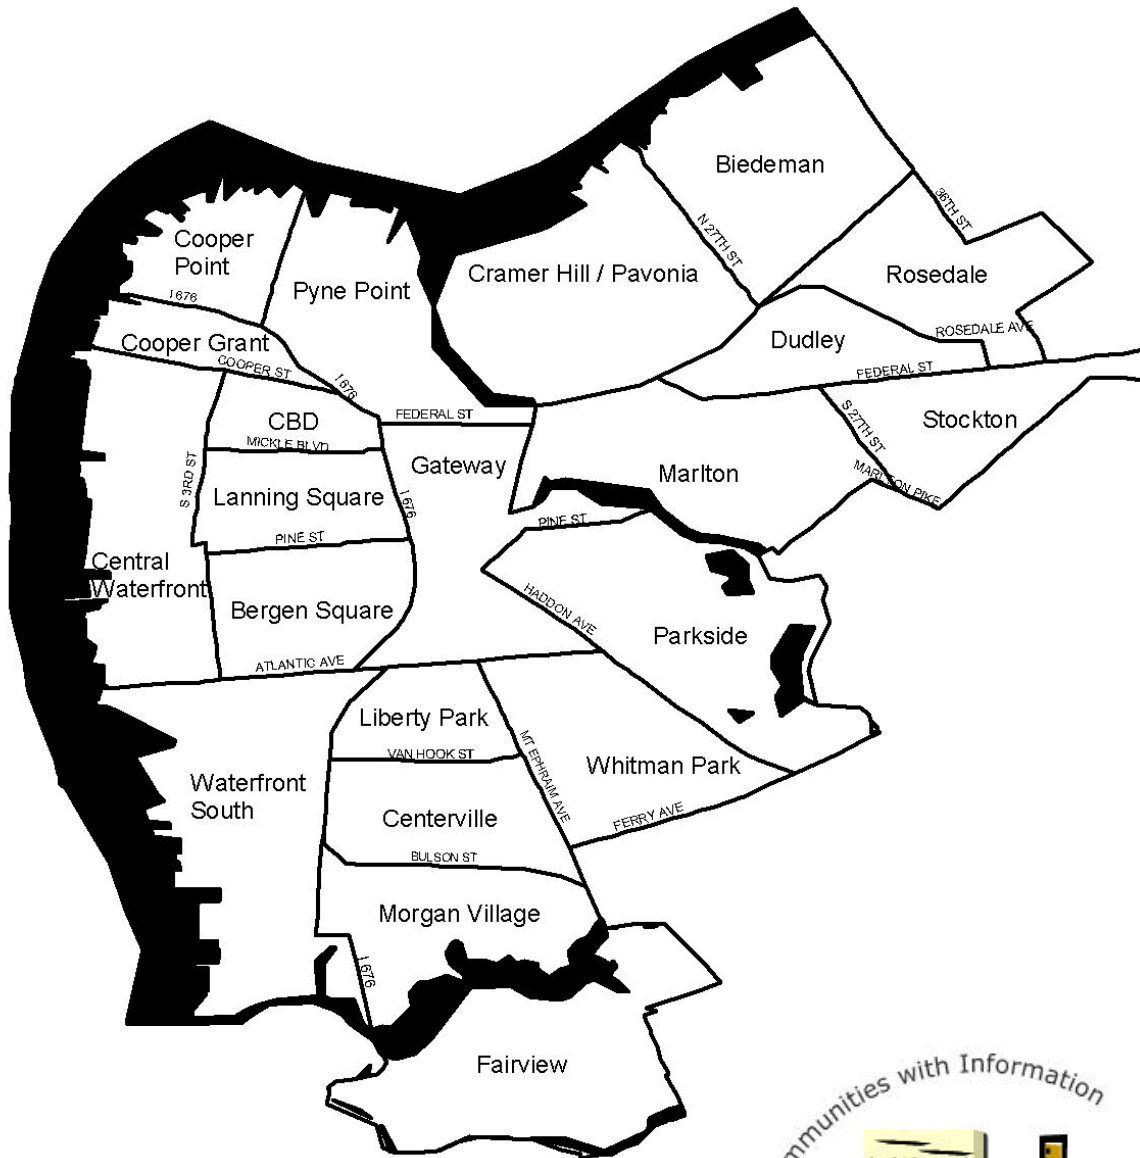 Biedeman
36TH ST
N 27TH ST
Cooper
Point
Rosedale
Cramer Hill / Pavonia
Pyne Point
I 676
ROSEDALE AVE
Dudley
Cooper Grant
COOPER ST
FEDERAL ST
I 676
CBD
FEDERAL ST
S 27TH ST
Stockton
MICKLE BLVD
Gateway
Marlton
MARLTON PIKE
S 3RD ST
Lanning Square
I 676
PINE ST
PINE ST
Central
Waterfront
Bergen Square
HADDON AVE
Parkside
ATLANTIC AVE
Liberty Park
VAN HOOK ST
MT EPHRAIM AVE
Whitman Park
Waterfront
South
Centerville
FERRY AVE
BULSON ST
Morgan Village
I 676
Fairview
mmunities with Information